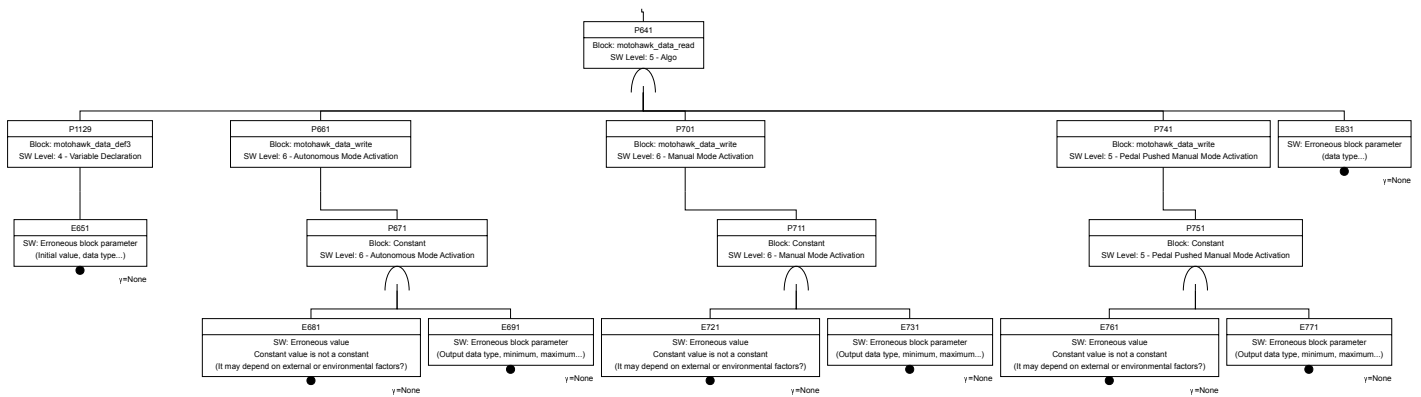 P641
Block: motohawk_data_read
SW Level: 5 - Algo
P1129
Block: motohawk_data_def3
SW Level: 4 - Variable Declaration
P661
Block: motohawk_data_write
SW Level: 6 - Autonomous Mode Activation
P701
Block: motohawk_data_write
SW Level: 6 - Manual Mode Activation
P741
Block: motohawk_data_write
SW Level: 5 - Pedal Pushed Manual Mode Activation
E831
SW: Erroneous block parameter
(data type...)
γ=None
E651
SW: Erroneous block parameter
(Initial value, data type...)
γ=None
P671
Block: Constant
SW Level: 6 - Autonomous Mode Activation
P711
Block: Constant
SW Level: 6 - Manual Mode Activation
P751
Block: Constant
SW Level: 5 - Pedal Pushed Manual Mode Activation
E681
SW: Erroneous value
Constant value is not a constant
(It may depend on external or environmental factors?)
γ=None
E691
SW: Erroneous block parameter
(Output data type, minimum, maximum...)
γ=None
E721
SW: Erroneous value
Constant value is not a constant
(It may depend on external or environmental factors?)
γ=None
E731
SW: Erroneous block parameter
(Output data type, minimum, maximum...)
γ=None
E761
SW: Erroneous value
Constant value is not a constant
(It may depend on external or environmental factors?)
γ=None
E771
SW: Erroneous block parameter
(Output data type, minimum, maximum...)
γ=None